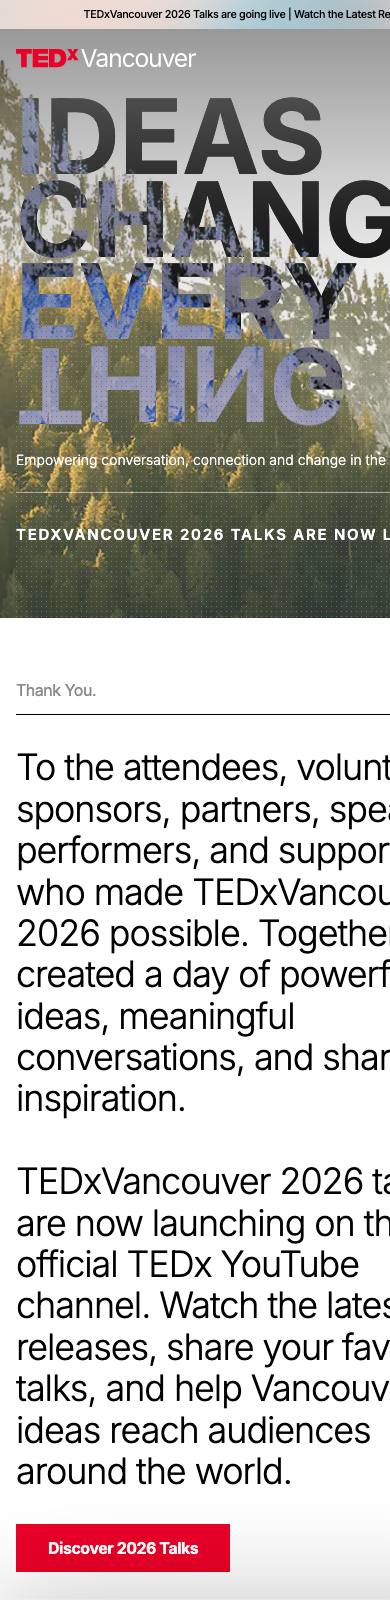 TEDxVancouver 2026 Talks are going live | Watch the Latest Re
TEDx Vancouver
IDEAS
CHANG
EVERY
THING
Empowering conversation, connection and change in the
TEDXVANCOUVER 2026 TALKS ARE NOW L
Thank You.
To the attendees, volunt
sponsors, partners, spea
performers, and suppor
who made TEDxVancou
2026 possible. Together
created a day of powerf
ideas, meaningful
conversations, and shar
inspiration.
TEDxVancouver 2026 ta
are now launching on th
official TEDx YouTube
channel. Watch the lates
releases, share your fav
talks, and help Vancouv
ideas reach audiences
around the world.
Discover 2026 Talks